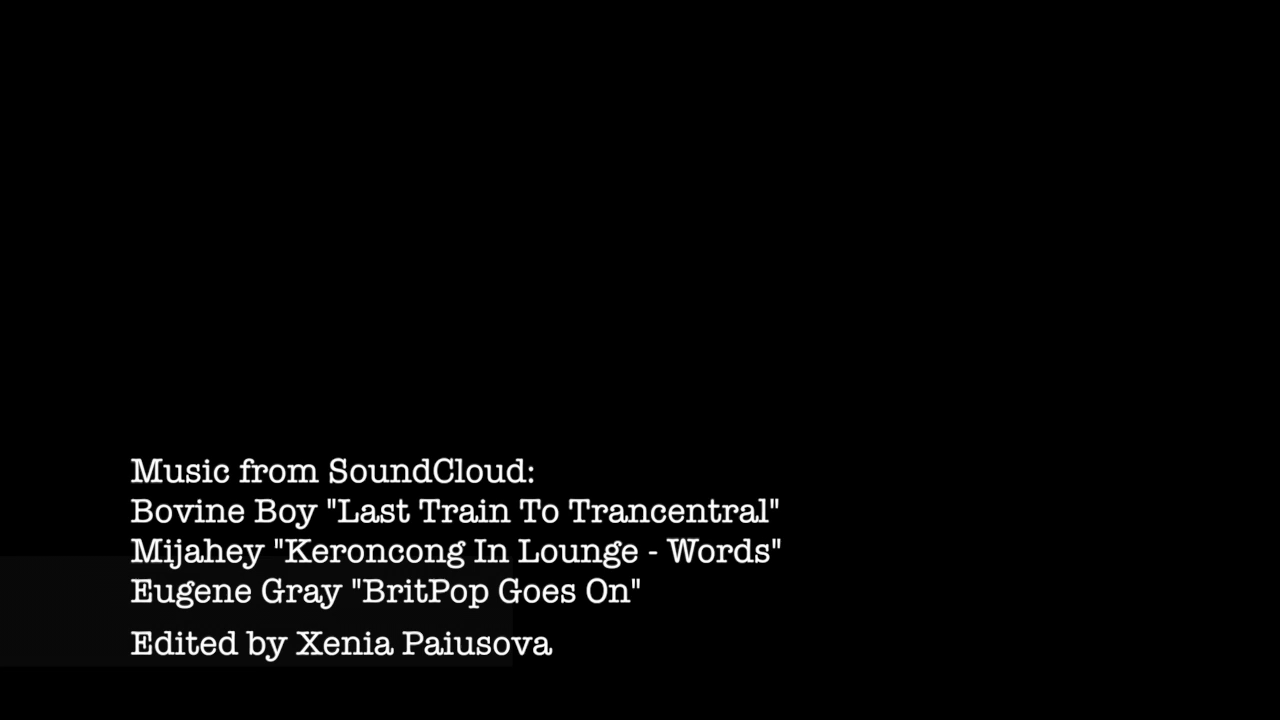 Music from SoundCloud:
Bovine Boy "Last Train To Trancentral"
Mijahey "Keroncong In Lounge - Words"
Eugene Gray "BritPop Goes On"
Edited by Xenia Paiusova